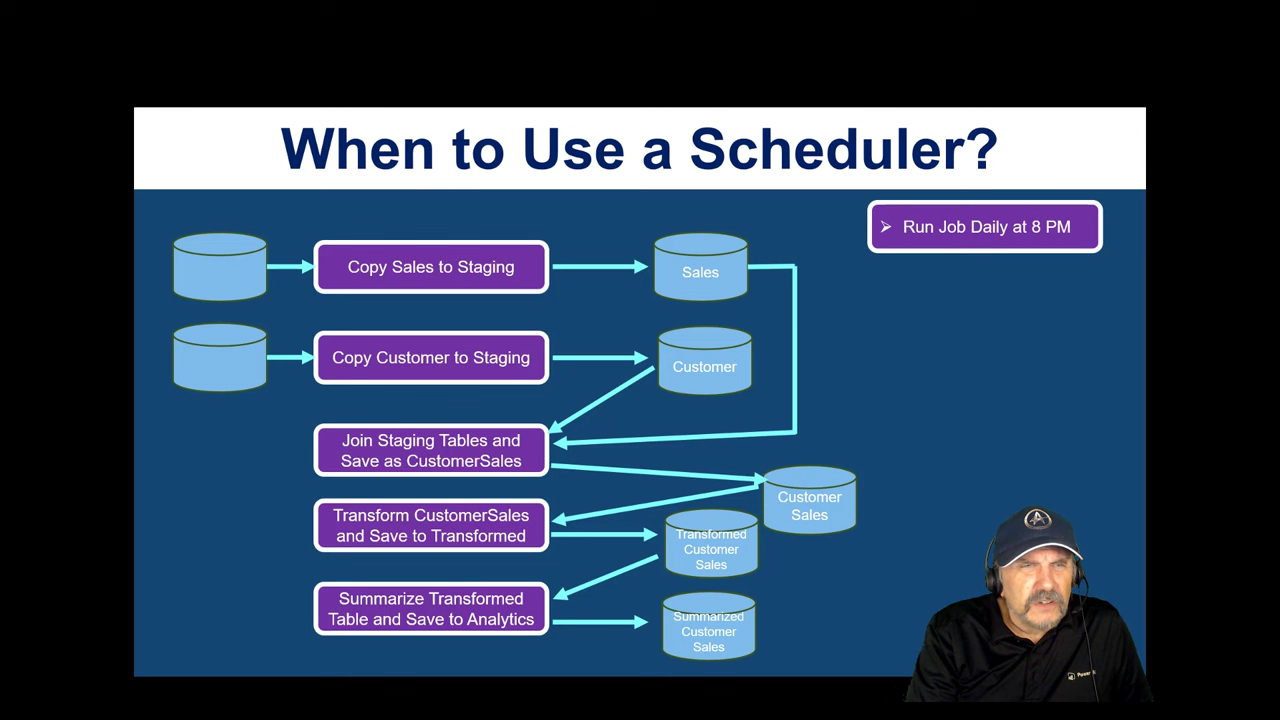 When to Use a Scheduler?
Run Job Daily at 8 PM
Copy Sales to Staging
Sales
Copy Customer to Staging
Customer
Join Staging Tables and
Save as CustomerSales
Customer
Sales
Transform CustomerSales
and Save to Transformed
Transformed
Customer
Sales
Summarize Transformed
Table and Save to Analytics
Summarized
Customer
Sales